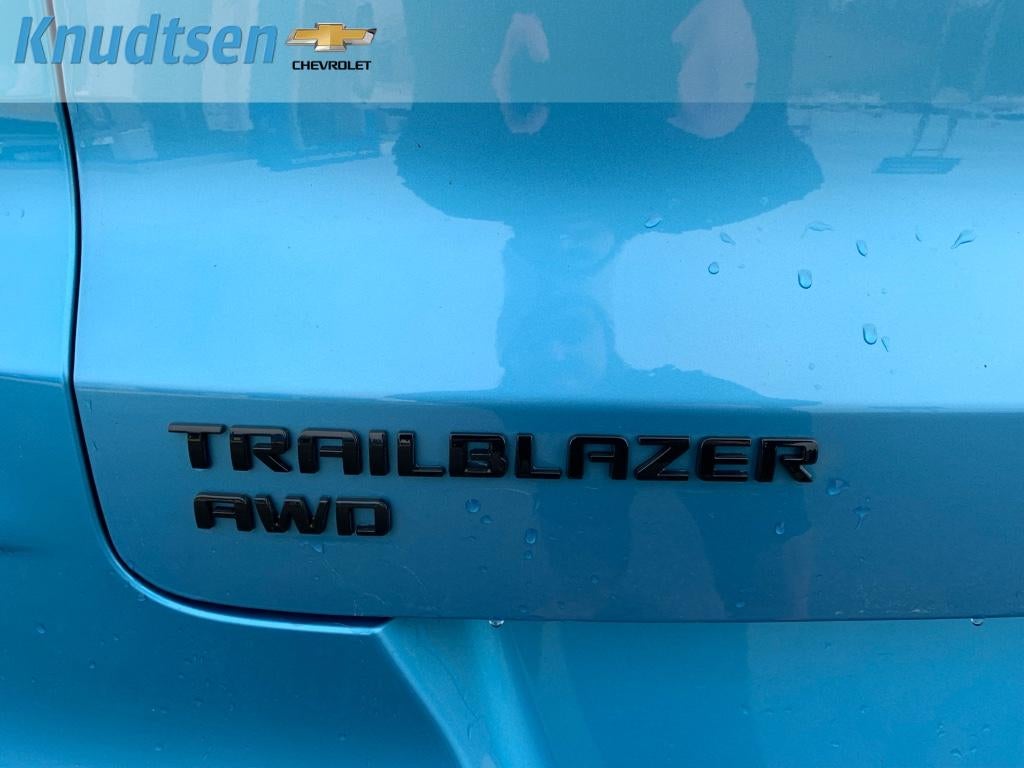 Knudtsen
CHEVROLET
TRAILBLAZER
AWD